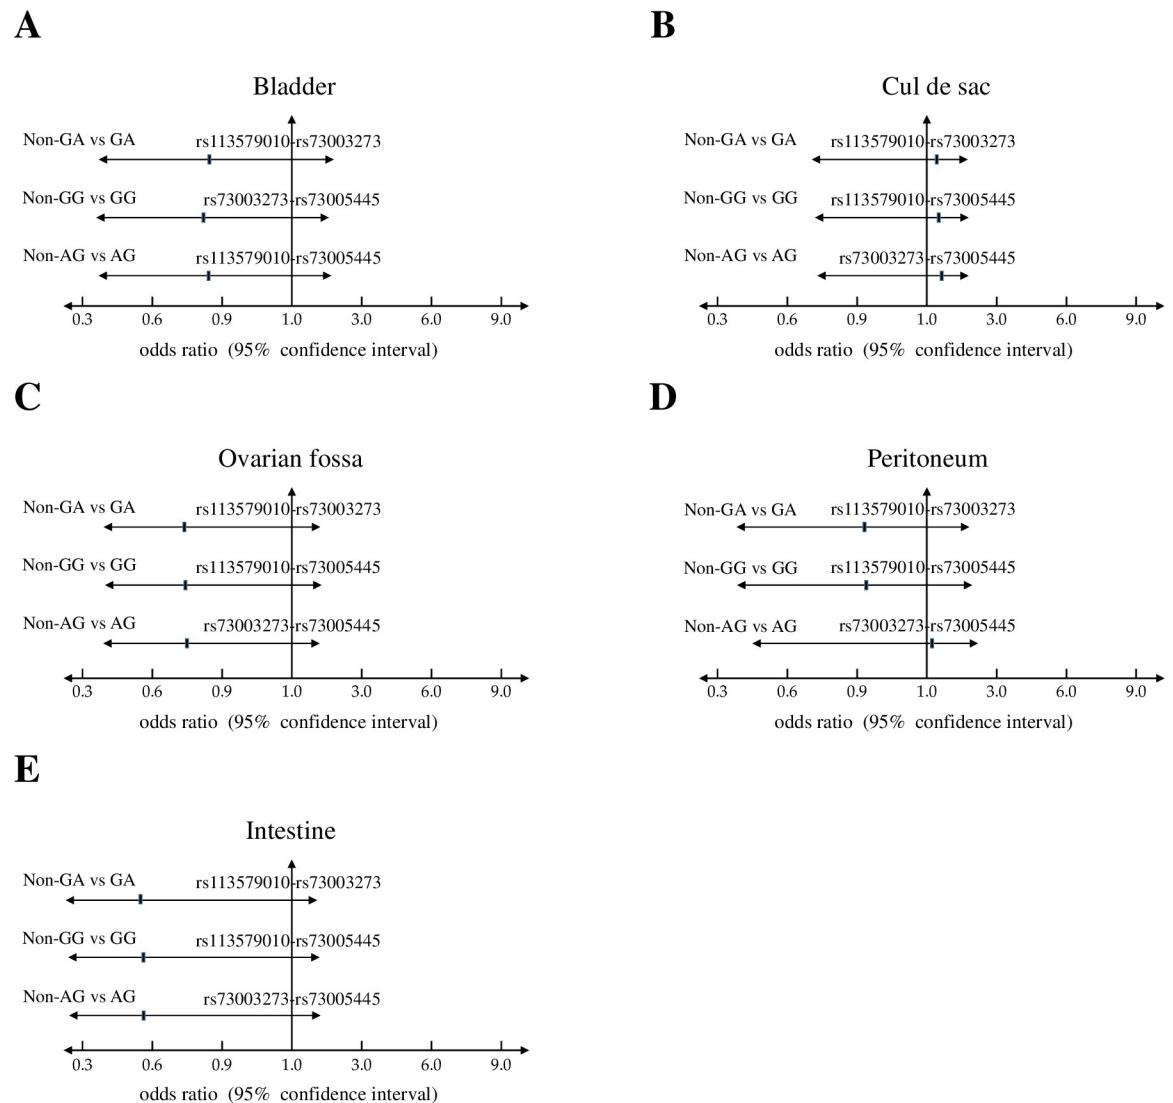 A
Bladder
Non-GA vs GA rs113579010-rs73003273
Non-GG vs GG rs73003273-rs73005445
Non-AG vs AG rs113579010-rs73005445
0.3 0.6 0.9 1.0 3.0 6.0 9.0
odds ratio (95% confidence interval)
B
Cul de sac
Non-GA vs GA rs113579010-rs73003273
Non-GG vs GG rs113579010-rs73005445
Non-AG vs AG rs73003273-rs73005445
0.3 0.6 0.9 1.0 3.0 6.0 9.0
odds ratio (95% confidence interval)
C
Ovarian fossa
Non-GA vs GA rs113579010-rs73003273
Non-GG vs GG rs113579010-rs73005445
Non-AG vs AG rs73003273-rs73005445
0.3 0.6 0.9 1.0 3.0 6.0 9.0
odds ratio (95% confidence interval)
D
Peritoneum
Non-GA vs GA rs113579010-rs73003273
Non-GG vs GG rs113579010-rs73005445
Non-AG vs AG rs73003273-rs73005445
0.3 0.6 0.9 1.0 3.0 6.0 9.0
odds ratio (95% confidence interval)
E
Intestine
Non-GA vs GA rs113579010-rs73003273
Non-GG vs GG rs113579010-rs73005445
Non-AG vs AG rs73003273-rs73005445
0.3 0.6 0.9 1.0 3.0 6.0 9.0
odds ratio (95% confidence interval)